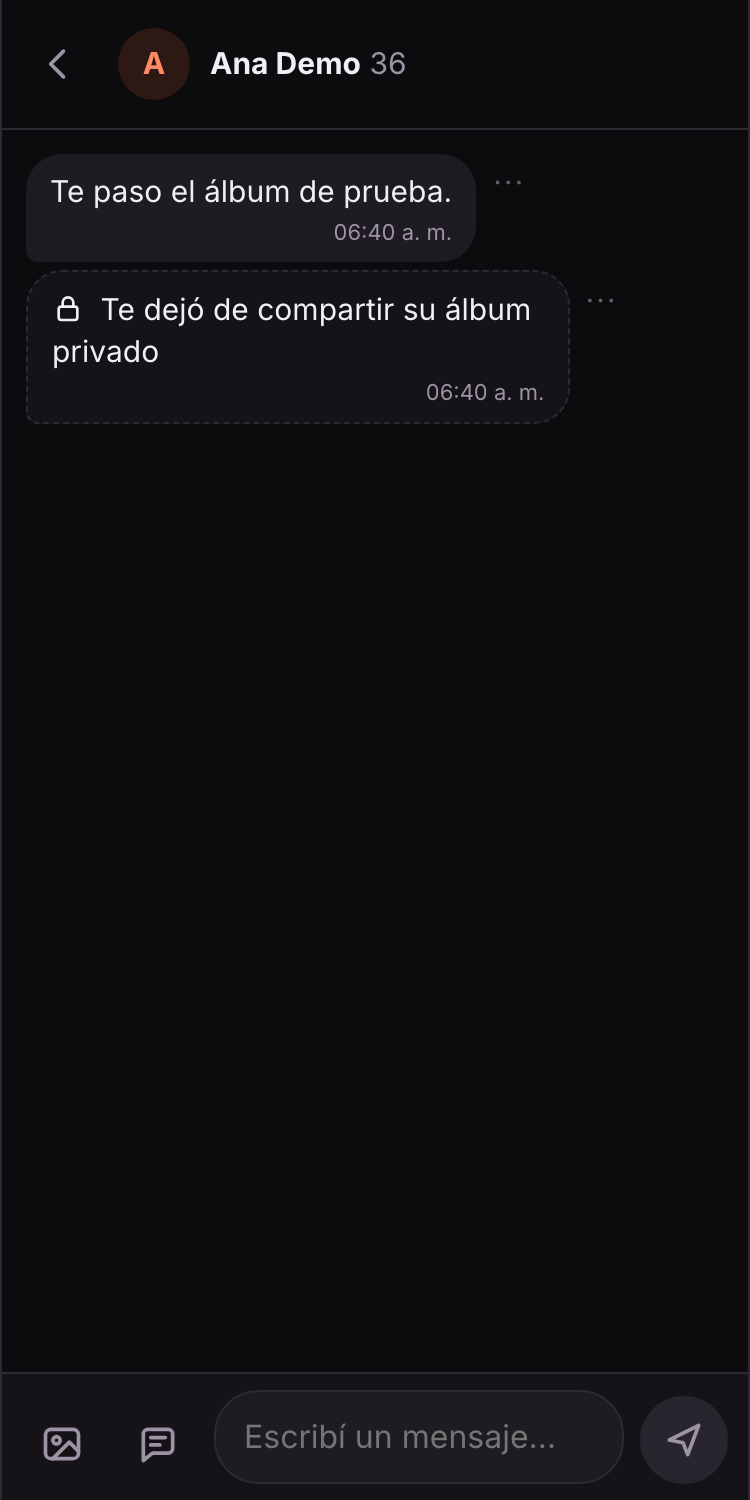 A
Ana Demo 36
Te paso el álbum de prueba.
06:40 a. m.
Te dejó de compartir su álbum
privado
06:40 a. m.
Escribí un mensaje...